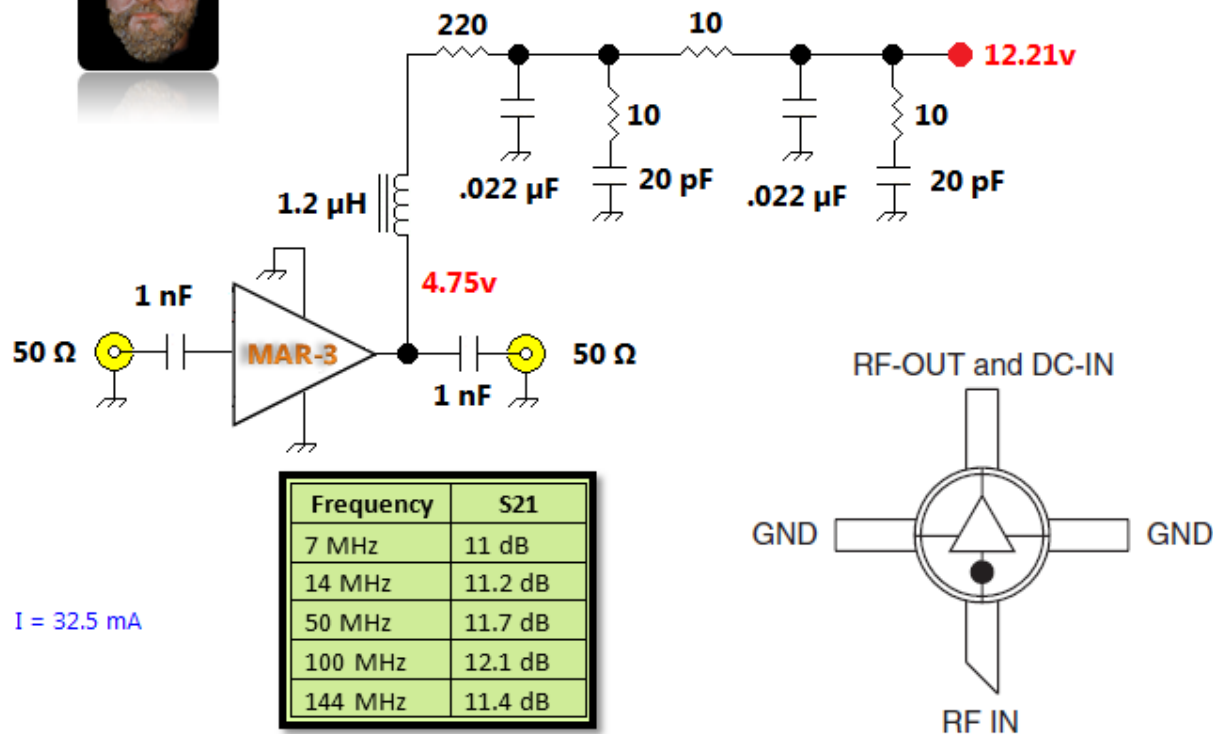 220
10
12.21v
10
10
.022 µF
20 pF
.022 µF
20 pF
1.2 µH
4.75v
1 nF
50 Ω
MAR-3
50 Ω
1 nF
Frequency S21
7 MHz 11 dB
14 MHz 11.2 dB
50 MHz 11.7 dB
100 MHz 12.1 dB
144 MHz 11.4 dB
I = 32.5 mA
RF-OUT and DC-IN
GND
GND
RF IN